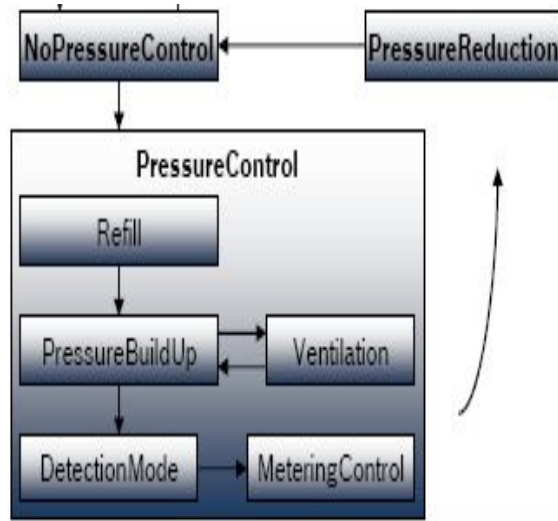 NoPressureControl
PressureReduction
PressureControl
Refill
PressureBuildUp
Ventilation
DetectionMode
MeteringControl